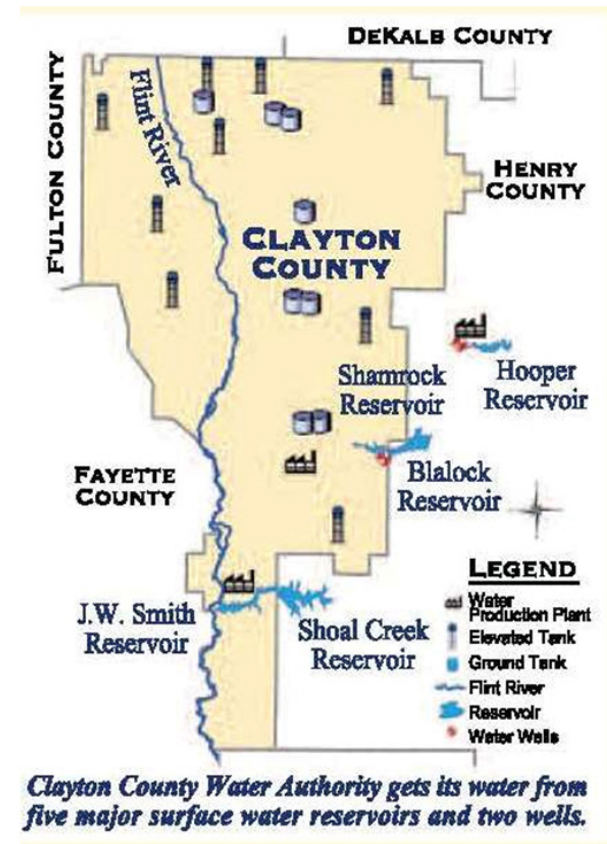 DEKALB COUNTY
FULTON COUNTY
Flint River
HENRY
COUNTY
CLAYTON
COUNTY
Shamrock
Reservoir
Hooper
Reservoir
FAYETTE
COUNTY
Blalock
Reservoir
J.W. Smith
Reservoir
Shoal Creek
Reservoir
LEGEND
Water
Production Plant
Elevated Tank
Ground Tank
Flint River
Reservoir
Water Wells
Clayton County Water Authority gets its water from
five major surface water reservoirs and two wells.